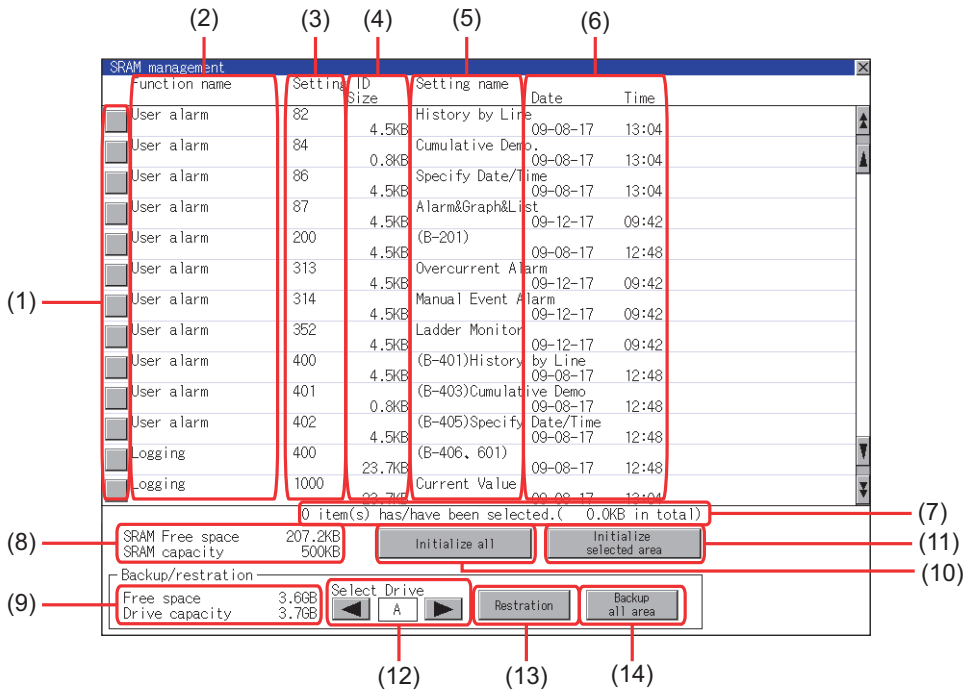 (2) (3) (4) (5) (6)
SRAM management
Function name Setting ID Setting name
Size Date Time
User alarm 82 History by Line
4.5KB 09-08-17 13:04
User alarm 84 Cumulative Demo.
0.8KB 09-08-17 13:04
User alarm 86 Specify Date/Time
4.5KB 09-08-17 13:04
User alarm 87 Alarm&Graph&List
4.5KB 09-12-17 09:42
User alarm 200 (B-201)
4.5KB 09-08-17 12:48
User alarm 313 Overcurrent Alarm
4.5KB 09-12-17 09:42
(1)
User alarm 314 Manual Event Alarm
4.5KB 09-12-17 09:42
User alarm 352 Ladder Monitor
4.5KB 09-12-17 09:42
User alarm 400 (B-401)History by Line
4.5KB 09-08-17 12:48
User alarm 401 (B-403)Cumulative Demo
0.8KB 09-08-17 12:48
User alarm 402 (B-405)Specify Date/Time
4.5KB 09-08-17 12:48
Logging 400 (B-406、601)
23.7KB 09-08-17 12:48
Logging 1000 Current Value
23.7KB 09-08-17 13:04
0 item(s) has/have been selected.( 0.0KB in total) (7)
(8) SRAM Free space 207.2KB
SRAM capacity 500KB
Initialize all
Initialize
selected area
(11)
(10)
Backup/restration
(9) Free space 3.6GB
Drive capacity 3.7GB
Select Drive
A
Restration
Backup
all area
(12) (13) (14)